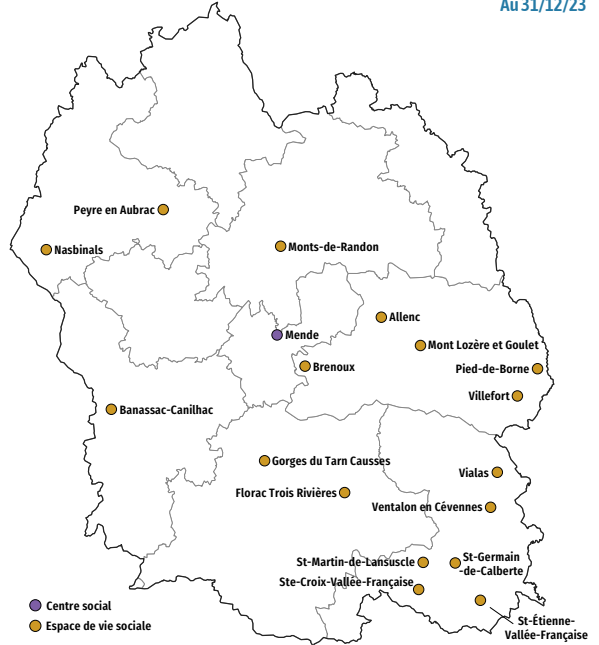 Au 31/12/23
Peyre en Aubrac
Nasbinals
Monts-de-Randon
Allenc
Mende
Mont Lozère et Goulet
Brenoux
Pied-de-Borne
Villefort
Banassac-Canilhac
Gorges du Tarn Causses
Vialas
Florac Trois Rivières
Ventalon en Cévennes
St-Martin-de-Lansuscle
St-Germain
-de-Calberte
Ste-Croix-Vallée-Française
Centre social
Espace de vie sociale
St-Étienne-
Vallée-Française